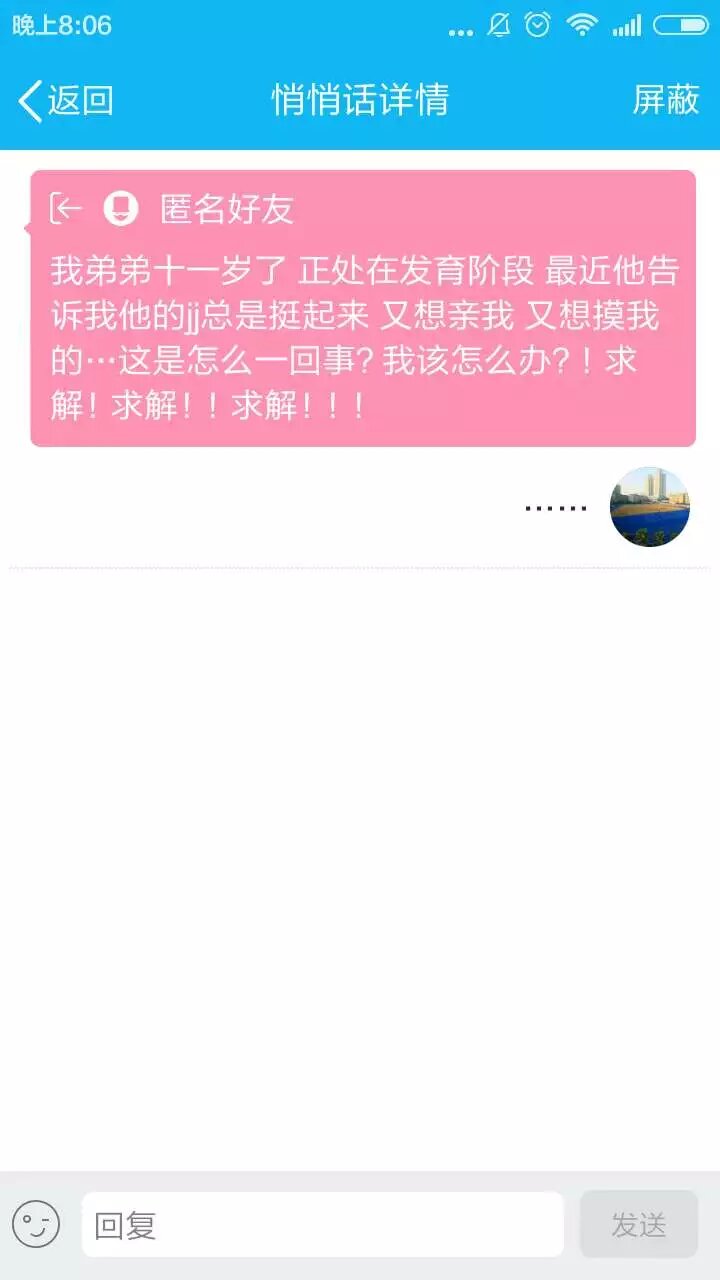 晚上8:06
返回
悄悄话详情
屏蔽
匿名好友
我弟弟十一岁了 正处在发育阶段 最近他告
诉我他的jj总是挺起来 又想亲我 又想摸我
的…这是怎么一回事？我该怎么办？！求
解！求解！！求解！！！
……
回复
发送